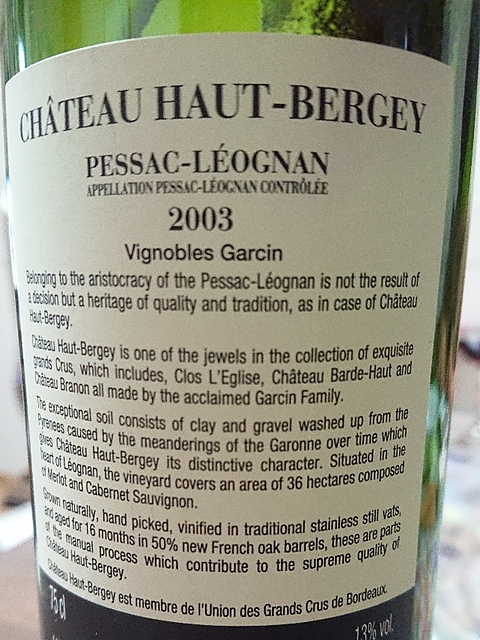 CHÂTEAU HAUT-BERGEY
PESSAC-LÉOGNAN
APPELLATION PESSAC-LÉOGNAN CONTRÔLÉE
2003
Vignobles Garcin
Belonging to the aristocracy of the Pessac-Léognan is not the result of
a decision but a heritage of quality and tradition, as in case of Château
Haut-Bergey.
Château Haut-Bergey is one of the jewels in the collection of exquisite
grands Crus, which includes, Clos L'Eglise, Château Barde-Haut and
Château Branon all made by the acclaimed Garcin Family.
The exceptional soil consists of clay and gravel washed up from the
Pyrenees caused by the meanderings of the Garonne over time which
gives Château Haut-Bergey its distinctive character. Situated in the
heart of Léognan, the vineyard covers an area of 36 hectares composed
of Merlot and Cabernet Sauvignon.
Grown naturally, hand picked, vinified in traditional stainless still vats,
and aged for 16 months in 50% new French oak barrels, these are parts
of the manual process which contribute to the supreme quality of
Château Haut-Bergey.
Château Haut-Bergey est membre de l'Union des Grands Crus de Bordeaux.
75 cl
13% vol.